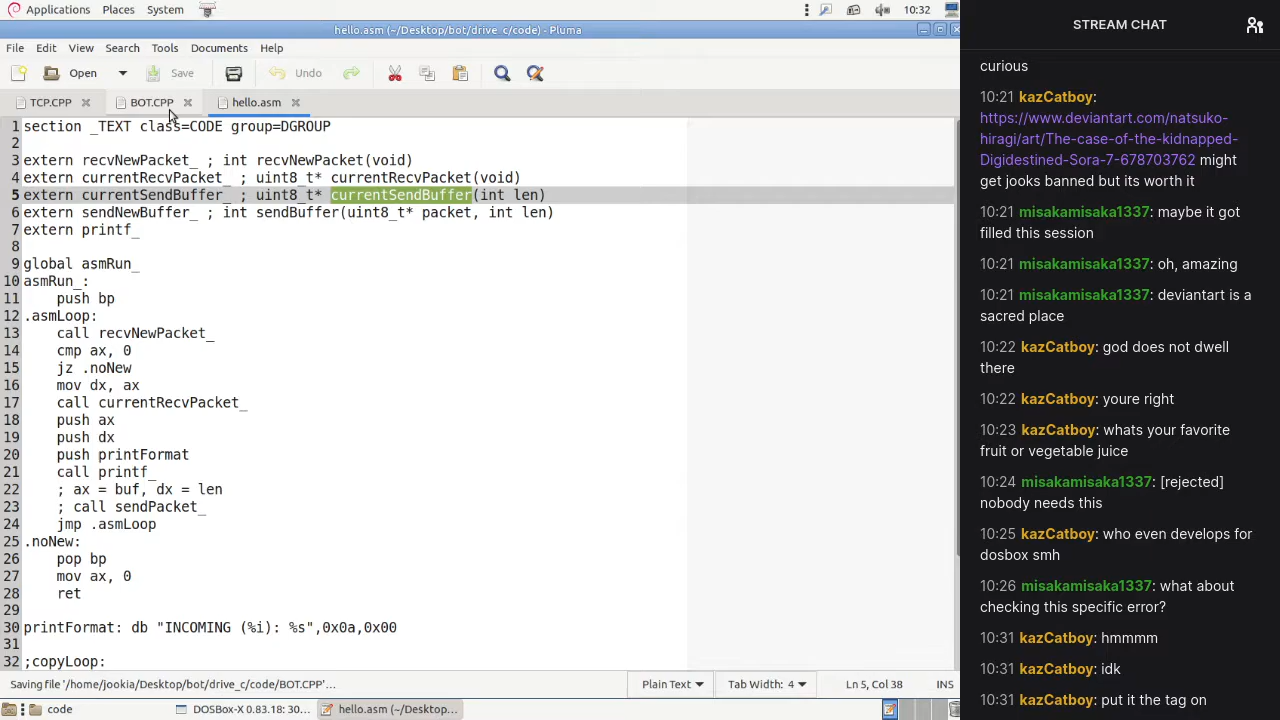 Applications Places System 10:32
hello.asm (~/Desktop/bot/drive_c/code) - Pluma
File Edit View Search Tools Documents Help
Open Save Undo
TCP.CPP BOT.CPP hello.asm
1 section _TEXT class=CODE group=DGROUP
2
3 extern recvNewPacket_ ; int recvNewPacket(void)
4 extern currentRecvPacket_ ; uint8_t* currentRecvPacket(void)
5 extern currentSendBuffer_ ; uint8_t* currentSendBuffer(int len)
6 extern sendNewBuffer_ ; int sendBuffer(uint8_t* packet, int len)
7 extern printf_
8
9 global asmRun_
10 asmRun_:
11 push bp
12 .asmLoop:
13 call recvNewPacket_
14 cmp ax, 0
15 jz .noNew
16 mov dx, ax
17 call currentRecvPacket_
18 push ax
19 push dx
20 push printFormat
21 call printf_
22 ; ax = buf, dx = len
23 ; call sendPacket_
24 jmp .asmLoop
25 .noNew:
26 pop bp
27 mov ax, 0
28 ret
29
30 printFormat: db "INCOMING (%i): %s",0x0a,0x00
31
32 ;copyLoop:
Saving file '/home/jookia/Desktop/bot/drive_c/code/BOT.CPP'... Plain Text Tab Width: 4 Ln 5, Col 38 INS
code DOSBox-X 0.83.18: 30... hello.asm (~/Desktop...
STREAM CHAT
curious
10:21 kazCatboy:
https://www.deviantart.com/natsuko-
hiragi/art/The-case-of-the-kidnapped-
Digidestined-Sora-7-678703762 might
get jooks banned but its worth it
10:21 misakamisaka1337: maybe it got
filled this session
10:21 misakamisaka1337: oh, amazing
10:21 misakamisaka1337: deviantart is a
sacred place
10:22 kazCatboy: god does not dwell
there
10:22 kazCatboy: youre right
10:23 kazCatboy: whats your favorite
fruit or vegetable juice
10:24 misakamisaka1337: [rejected]
nobody needs this
10:25 kazCatboy: who even develops for
dosbox smh
10:26 misakamisaka1337: what about
checking this specific error?
10:31 kazCatboy: hmmmm
10:31 kazCatboy: idk
10:31 kazCatboy: put it the tag on